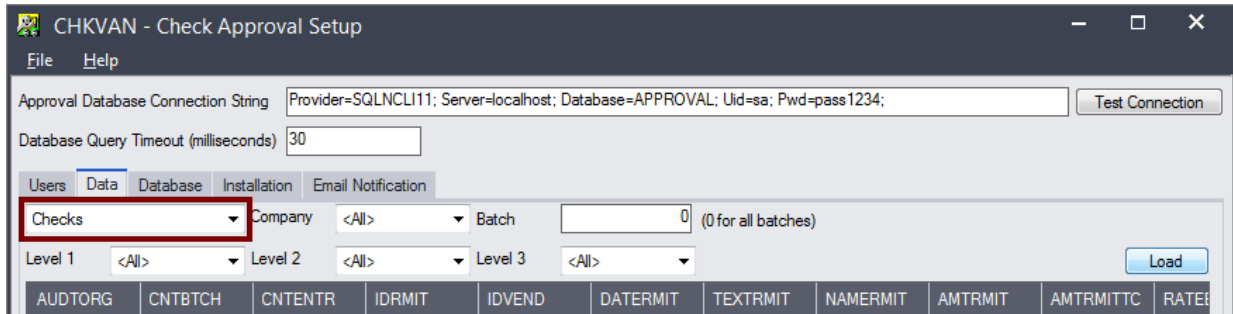 CHKVAN - Check Approval Setup
File Help
Approval Database Connection String Provider=SQLNCLI11; Server=localhost; Database=APPROVAL; Uid=sa; Pwd=pass1234; Test Connection
Database Query Timeout (milliseconds) 30
Users Data Database Installation Email Notification
Checks Company <All> Batch 0 (0 for all batches)
Level 1 <All> Level 2 <All> Level 3 <All> Load
AUDTORG CNTBTCH CNTENTR IDRMIT IDVEND DATERMIT TEXTRMIT NAMERMIT AMTRMIT AMTRMITTC